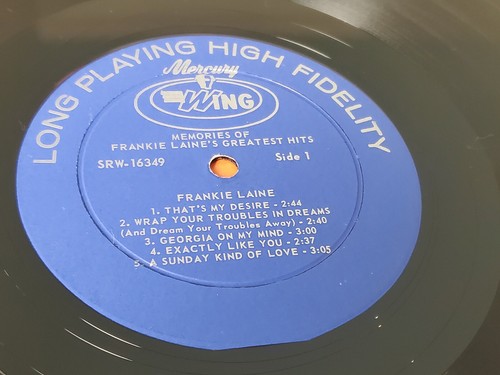 LONG PLAYING HIGH FIDELITY
Mercury
WING
MEMORIES OF
FRANKIE LAINE'S GREATEST HITS
SRW-16349 Side 1
FRANKIE LAINE
1. THAT'S MY DESIRE - 2:44
2. WRAP YOUR TROUBLES IN DREAMS
(And Dream Your Troubles Away) - 2:40
3. GEORGIA ON MY MIND - 3:00
4. EXACTLY LIKE YOU - 2:37
5. A SUNDAY KIND OF LOVE - 3:05